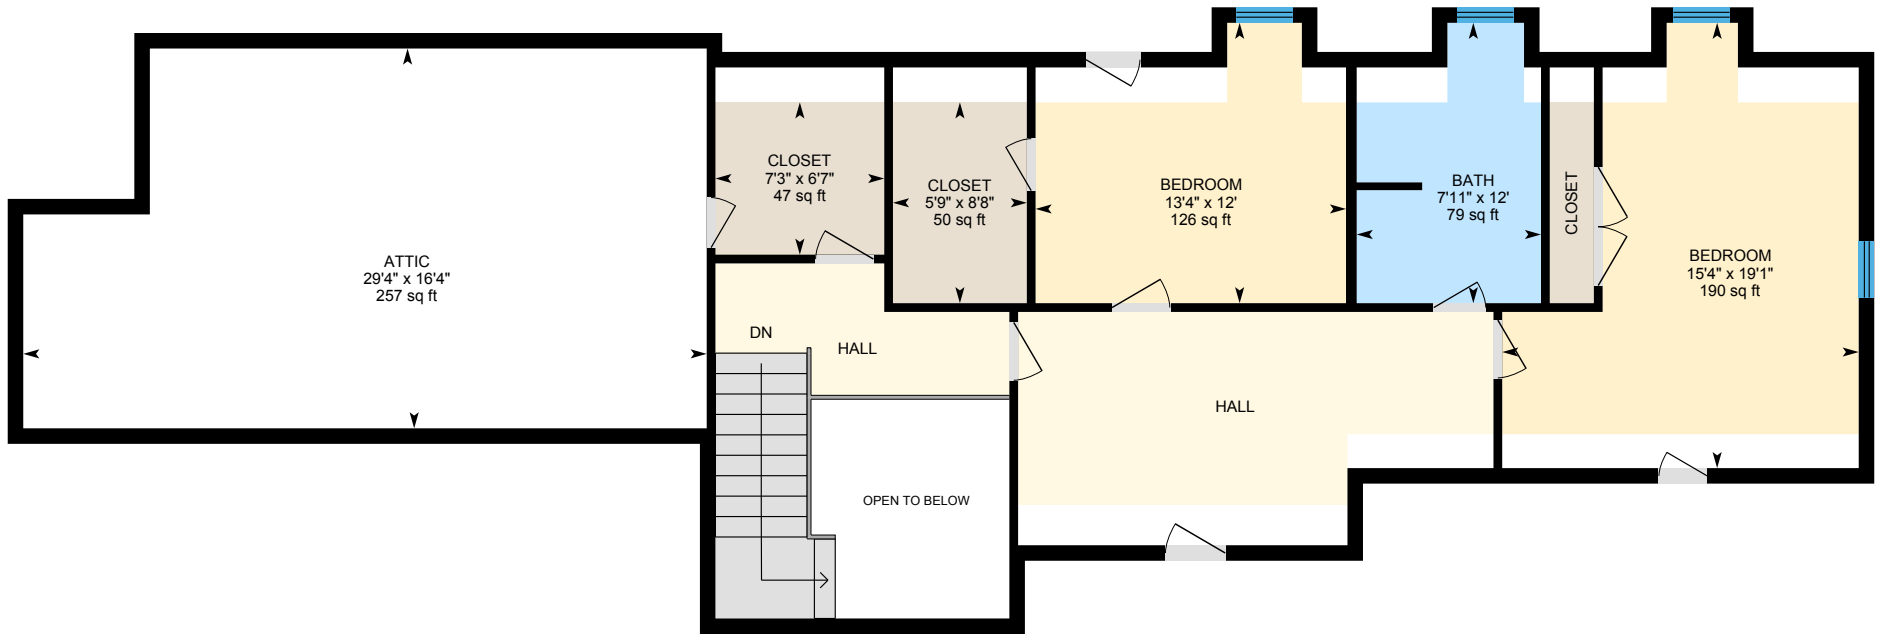 ATTIC
29'4" x 16'4"
257 sq ft
CLOSET
7'3" x 6'7"
47 sq ft
CLOSET
5'9" x 8'8"
50 sq ft
BEDROOM
13'4" x 12'
126 sq ft
BATH
7'11" x 12'
79 sq ft
CLOSET
BEDROOM
15'4" x 19'1"
190 sq ft
DN
HALL
HALL
OPEN TO BELOW